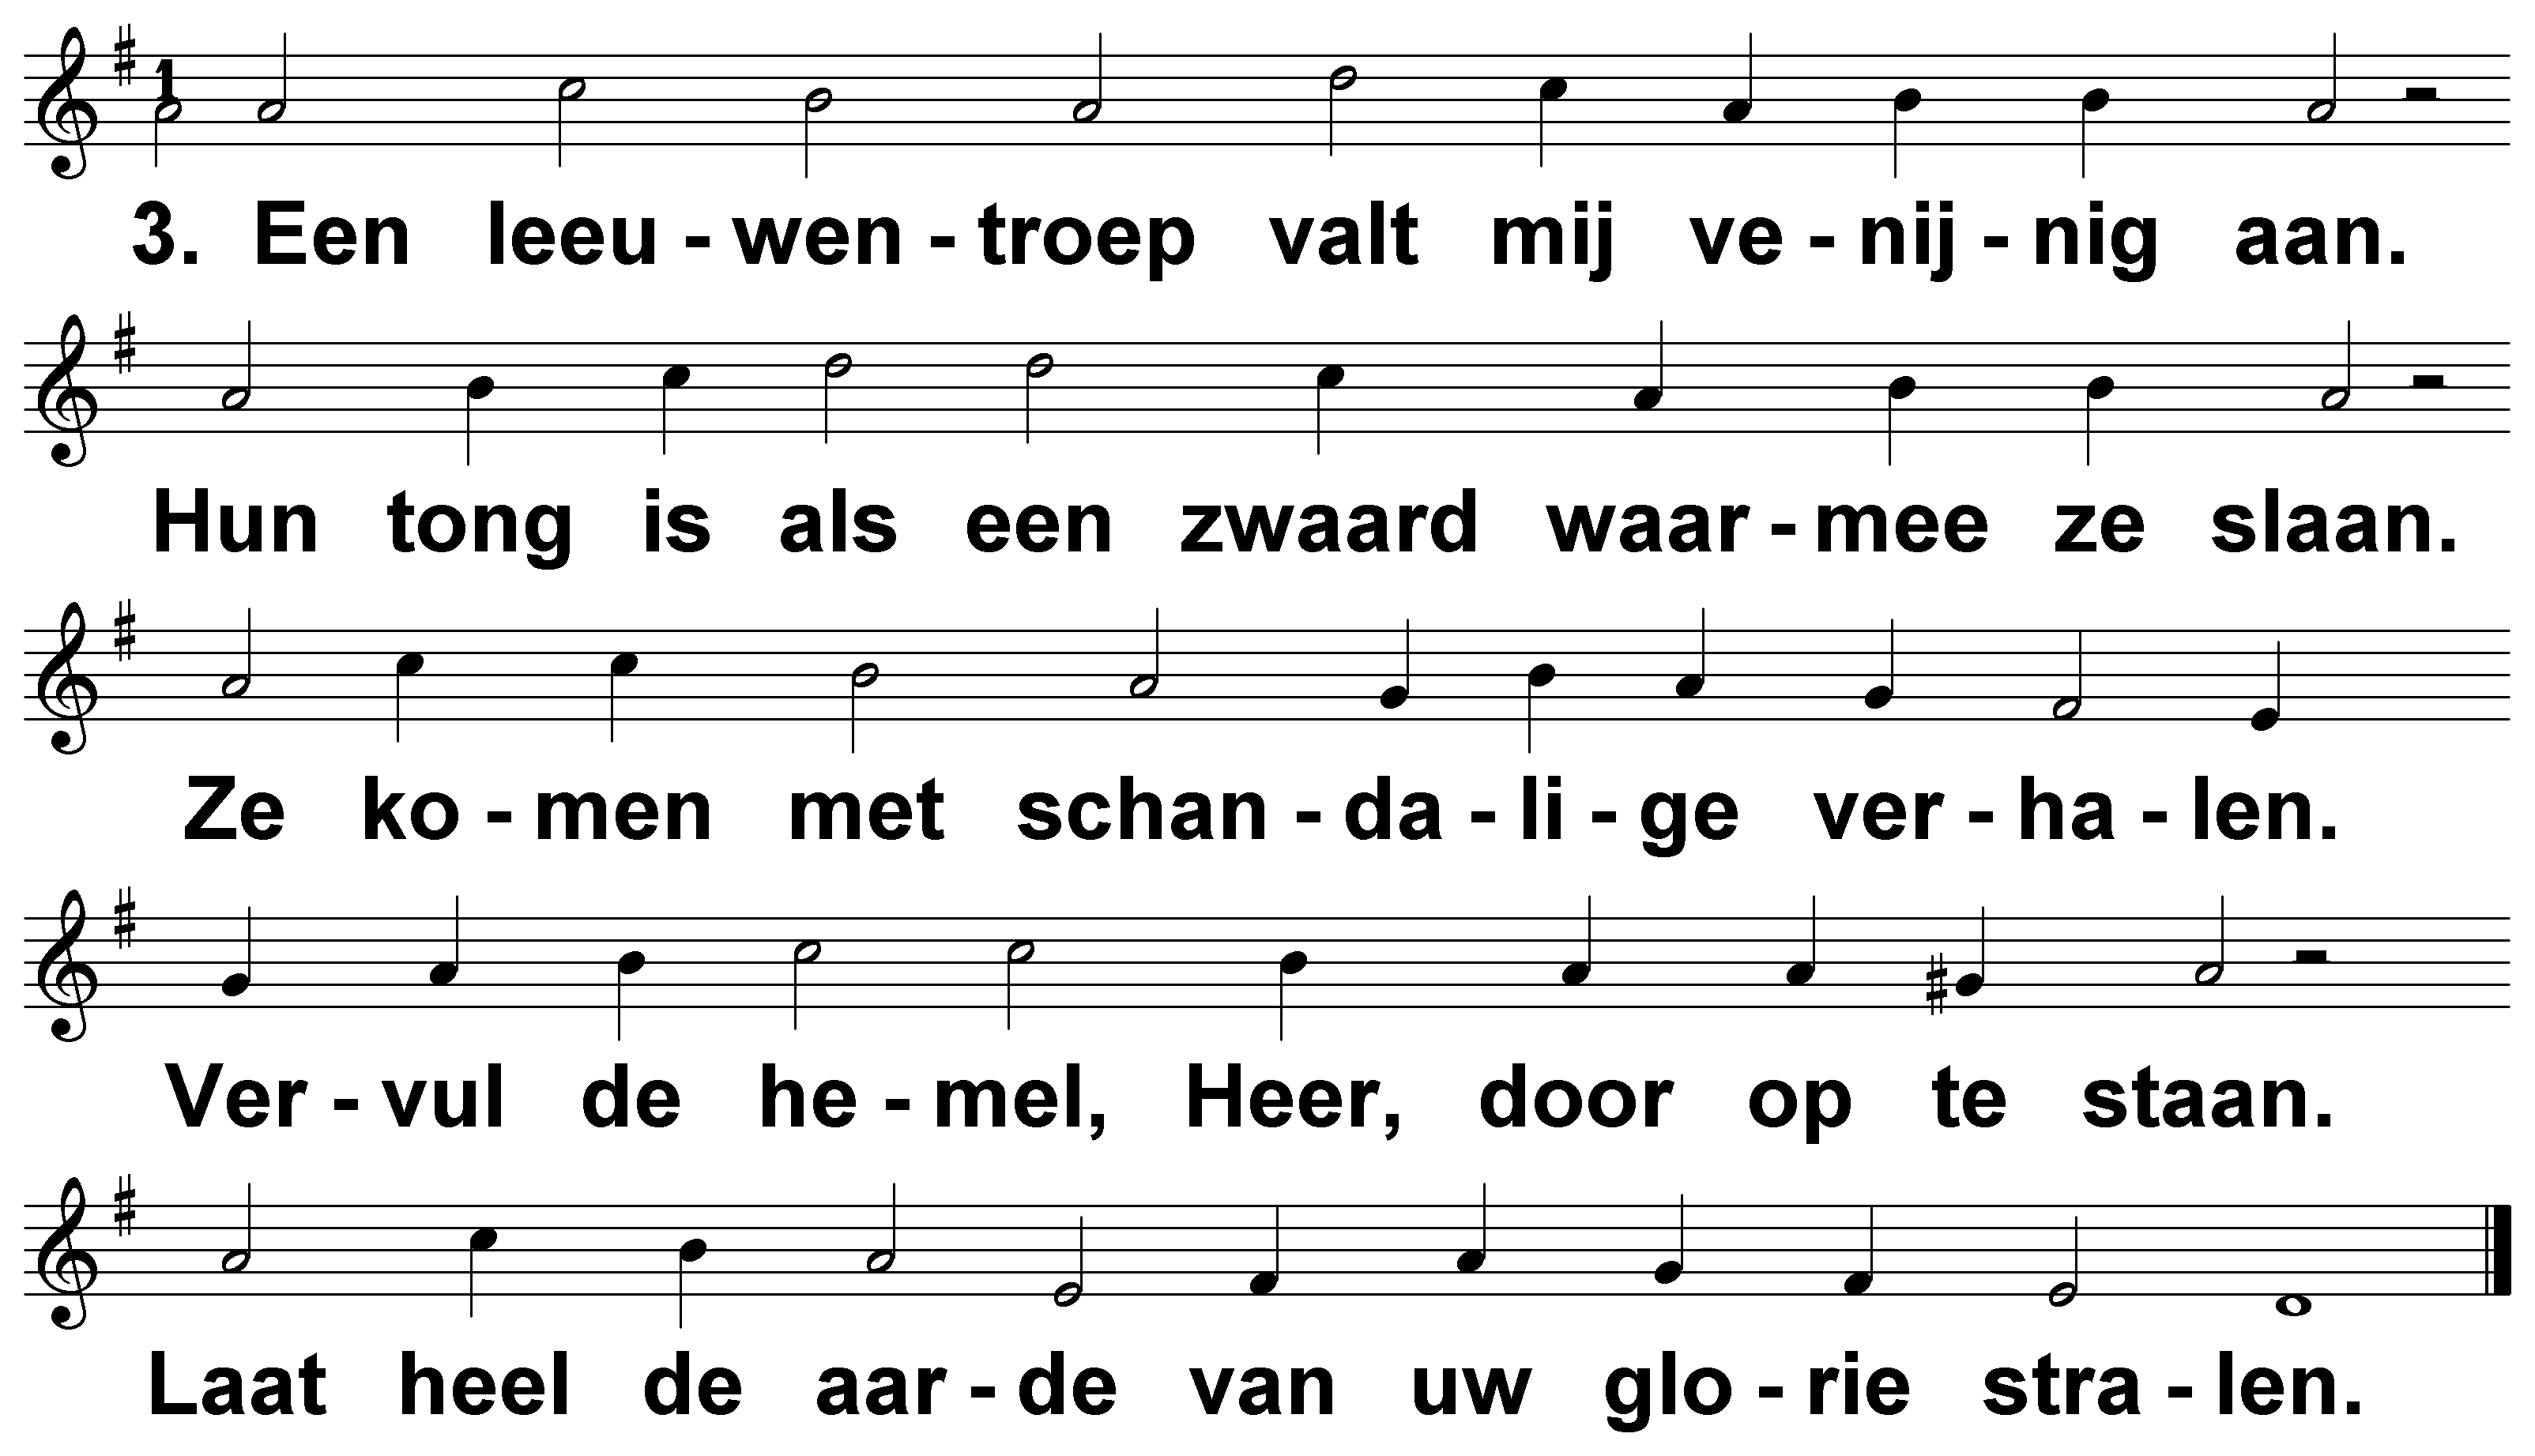 3. Een leeu - wen - troep valt mij ve - nij - nig aan.
Hun tong is als een zwaard waar - mee ze slaan.
Ze ko - men met schan - da - li - ge ver - ha - len.
Ver - vul de he - mel, Heer, door op te staan.
Laat heel de aar - de van uw glo - rie stra - len.